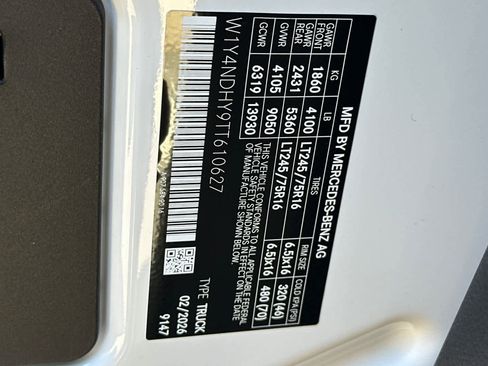 MFD BY MERCEDES-BENZ AG
KG LB TIRES RIM SIZE COLD KPA (PSI)
GAWR FRONT 1860 4100 LT245/75R16 6.5Jx16 320 (46)
GAWR REAR 2431 5360 LT245/75R16 6.5Jx16 480 (70)
GVWR 4105 9050
GCWR 6319 13930
THIS VEHICLE CONFORMS TO ALL APPLICABLE
VEHICLE SAFETY STANDARDS
IN EFFECT ON THE DATE OF MANUFACTURE SHOWN ABOVE.
W1Y4NDHY9TT610627
TYPE TRUCK
02/2026
9147